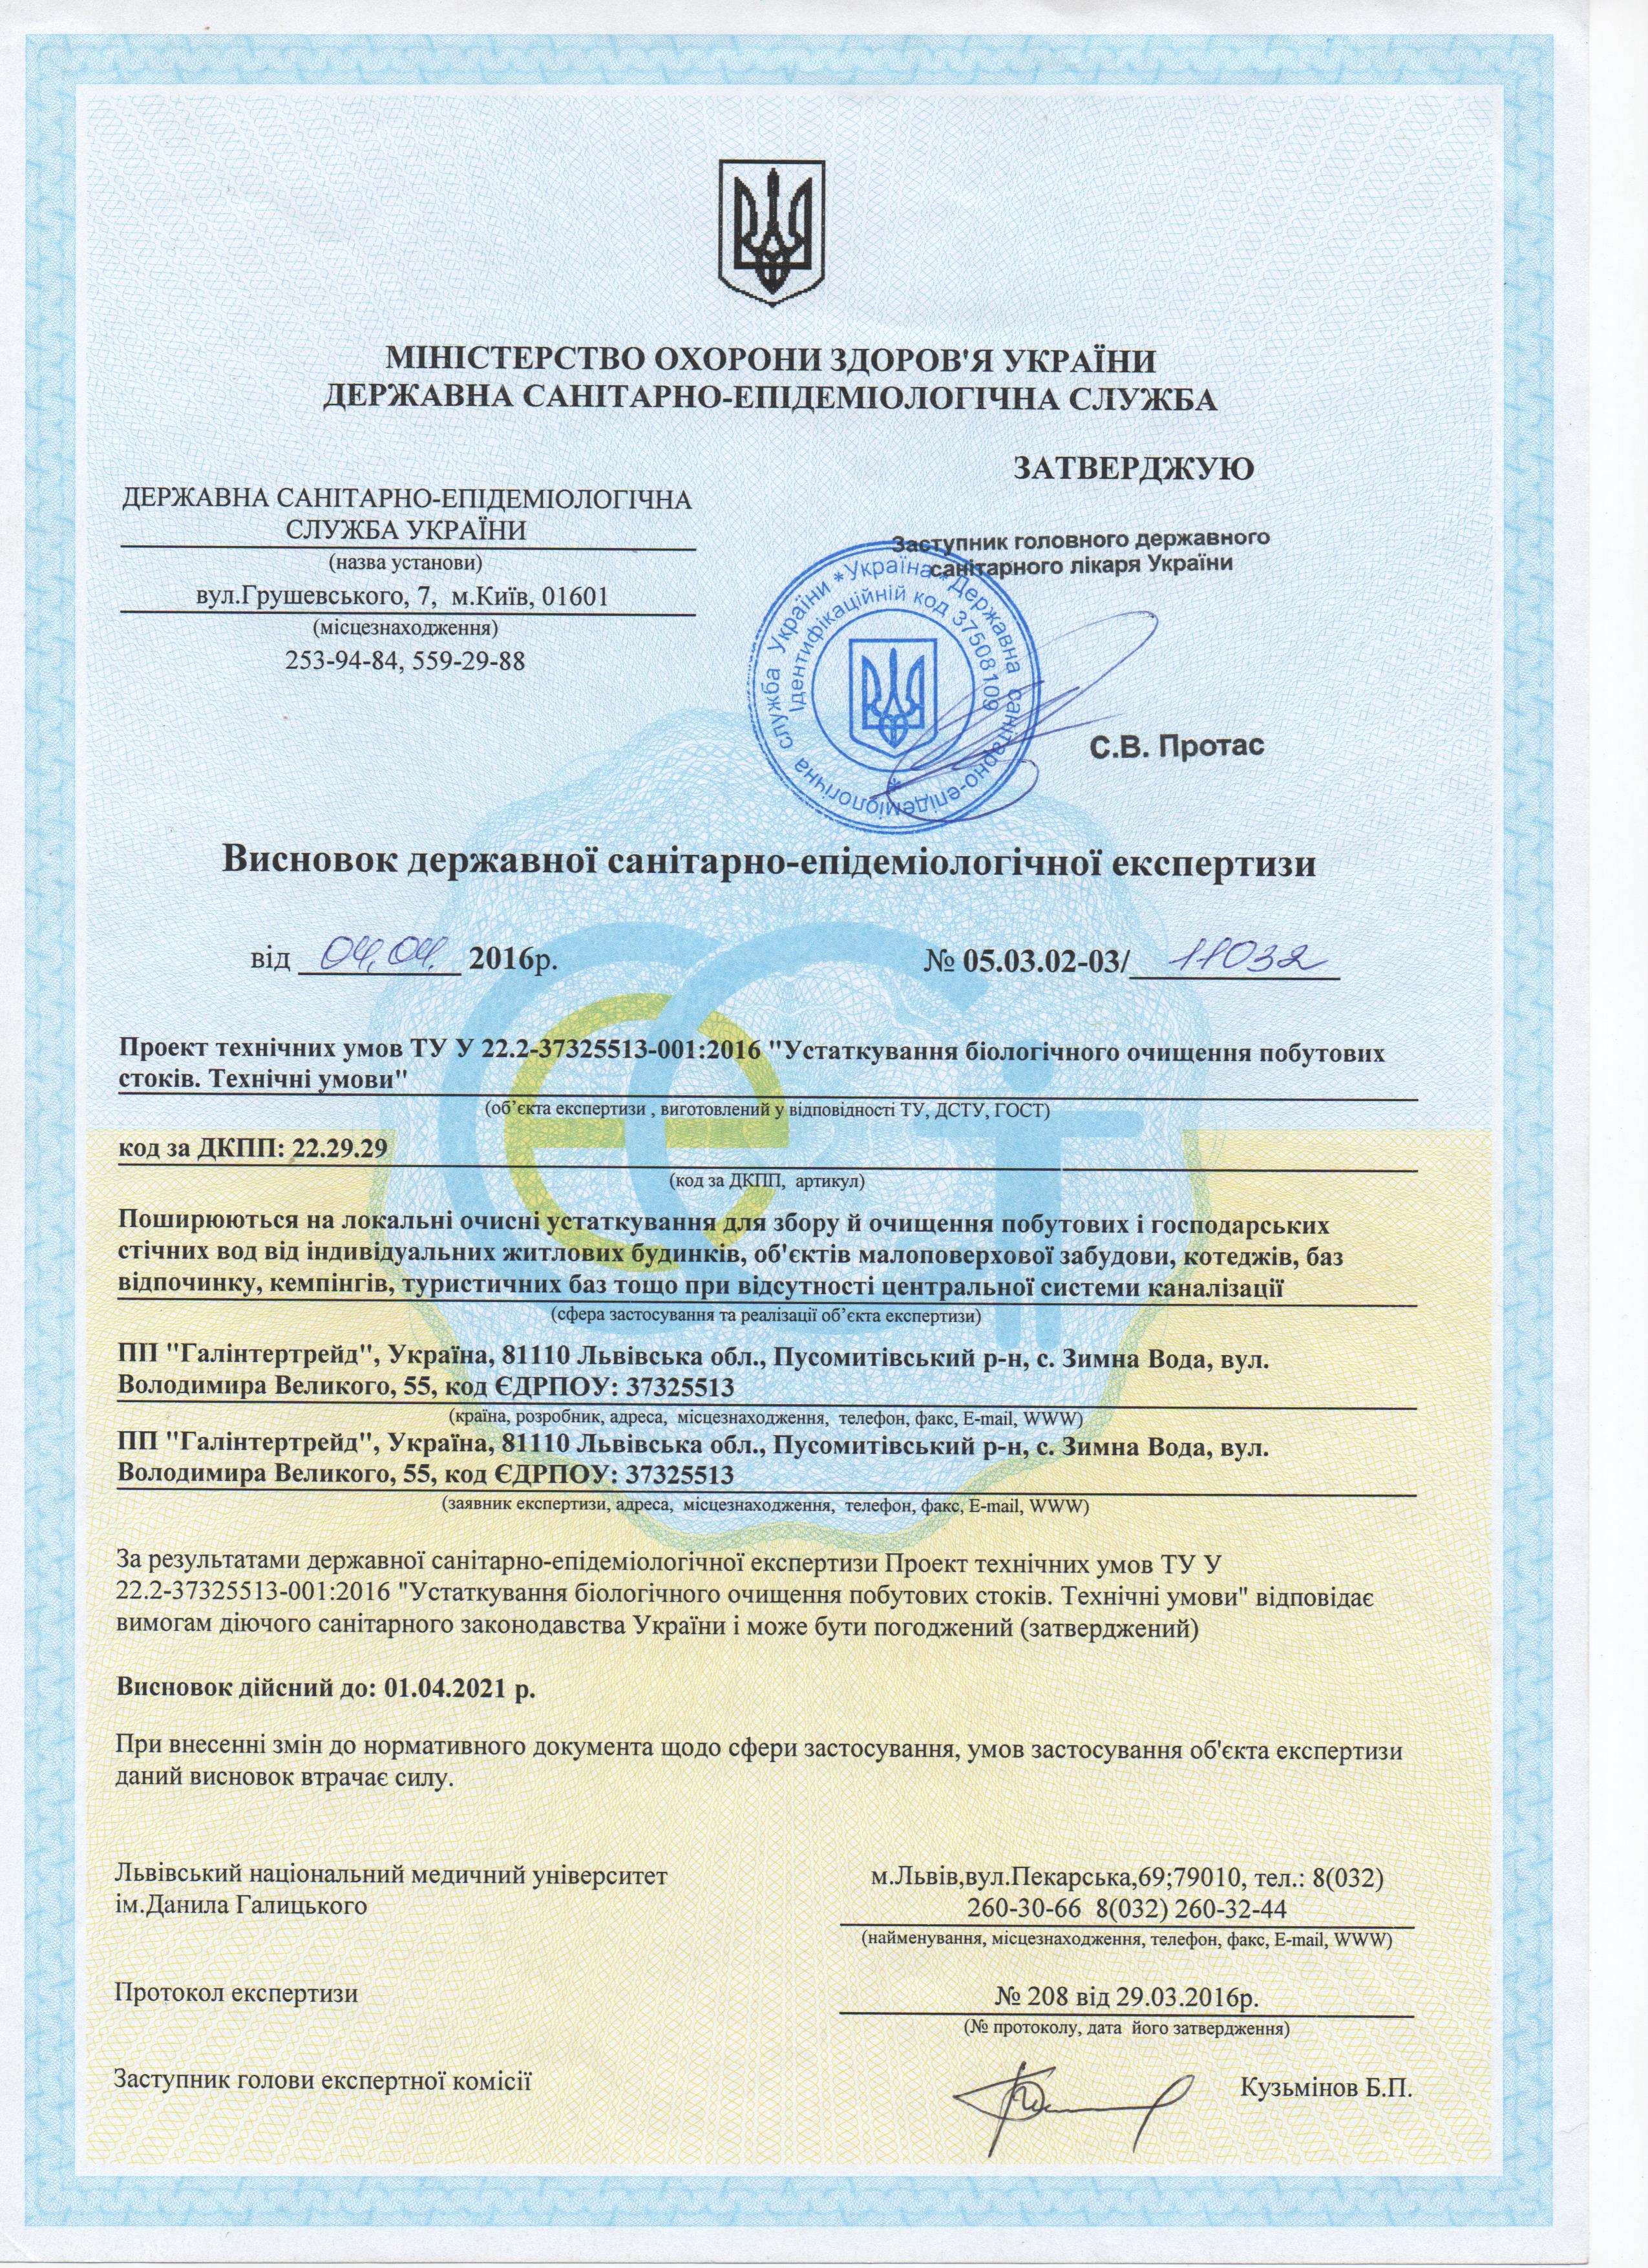 МІНІСТЕРСТВО ОХОРОНИ ЗДОРОВ'Я УКРАЇНИ
ДЕРЖАВНА САНІТАРНО-ЕПІДЕМІОЛОГІЧНА СЛУЖБА
ЗАТВЕРДЖУЮ
ДЕРЖАВНА САНІТАРНО-ЕПІДЕМІОЛОГІЧНА
СЛУЖБА УКРАЇНИ
(назва установи)
вул.Грушевського, 7, м.Київ, 01601
(місцезнаходження)
253-94-84, 559-29-88
Заступник головного державного
санітарного лікаря України
*Україна* Державна санітарно-епідеміологічна служба України
Ідентифікаційній код 37508109
С.В. Протас
Висновок державної санітарно-епідеміологічної експертизи
від 04.04. 2016р. № 05.03.02-03/ 11032
Проект технічних умов ТУ У 22.2-37325513-001:2016 "Устаткування біологічного очищення побутових
стоків. Технічні умови"
(об’єкта експертизи , виготовлений у відповідності ТУ, ДСТУ, ГОСТ)
код за ДКПП: 22.29.29
(код за ДКПП, артикул)
Поширюються на локальні очисні устаткування для збору й очищення побутових і господарських
стічних вод від індивідуальних житлових будинків, об'єктів малоповерхової забудови, котеджів, баз
відпочинку, кемпінгів, туристичних баз тощо при відсутності центральної системи каналізації
(сфера застосування та реалізації об’єкта експертизи)
ПП "Галінтертрейд", Україна, 81110 Львівська обл., Пусомитівський р-н, с. Зимна Вода, вул.
Володимира Великого, 55, код ЄДРПОУ: 37325513
(країна, розробник, адреса, місцезнаходження, телефон, факс, E-mail, WWW)
ПП "Галінтертрейд", Україна, 81110 Львівська обл., Пусомитівський р-н, с. Зимна Вода, вул.
Володимира Великого, 55, код ЄДРПОУ: 37325513
(заявник експертизи, адреса, місцезнаходження, телефон, факс, E-mail, WWW)
За результатами державної санітарно-епідеміологічної експертизи Проект технічних умов ТУ У
22.2-37325513-001:2016 "Устаткування біологічного очищення побутових стоків. Технічні умови" відповідає
вимогам діючого санітарного законодавства України і може бути погоджений (затверджений)
Висновок дійсний до: 01.04.2021 р.
При внесенні змін до нормативного документа щодо сфери застосування, умов застосування об'єкта експертизи
даний висновок втрачає силу.
Львівський національний медичний університет
ім.Данила Галицького
м.Львів,вул.Пекарська,69;79010, тел.: 8(032)
260-30-66 8(032) 260-32-44
(найменування, місцезнаходження, телефон, факс, E-mail, WWW)
Протокол експертизи
№ 208 від 29.03.2016р.
(№ протоколу, дата його затвердження)
Заступник голови експертної комісії
Кузьмінов Б.П.